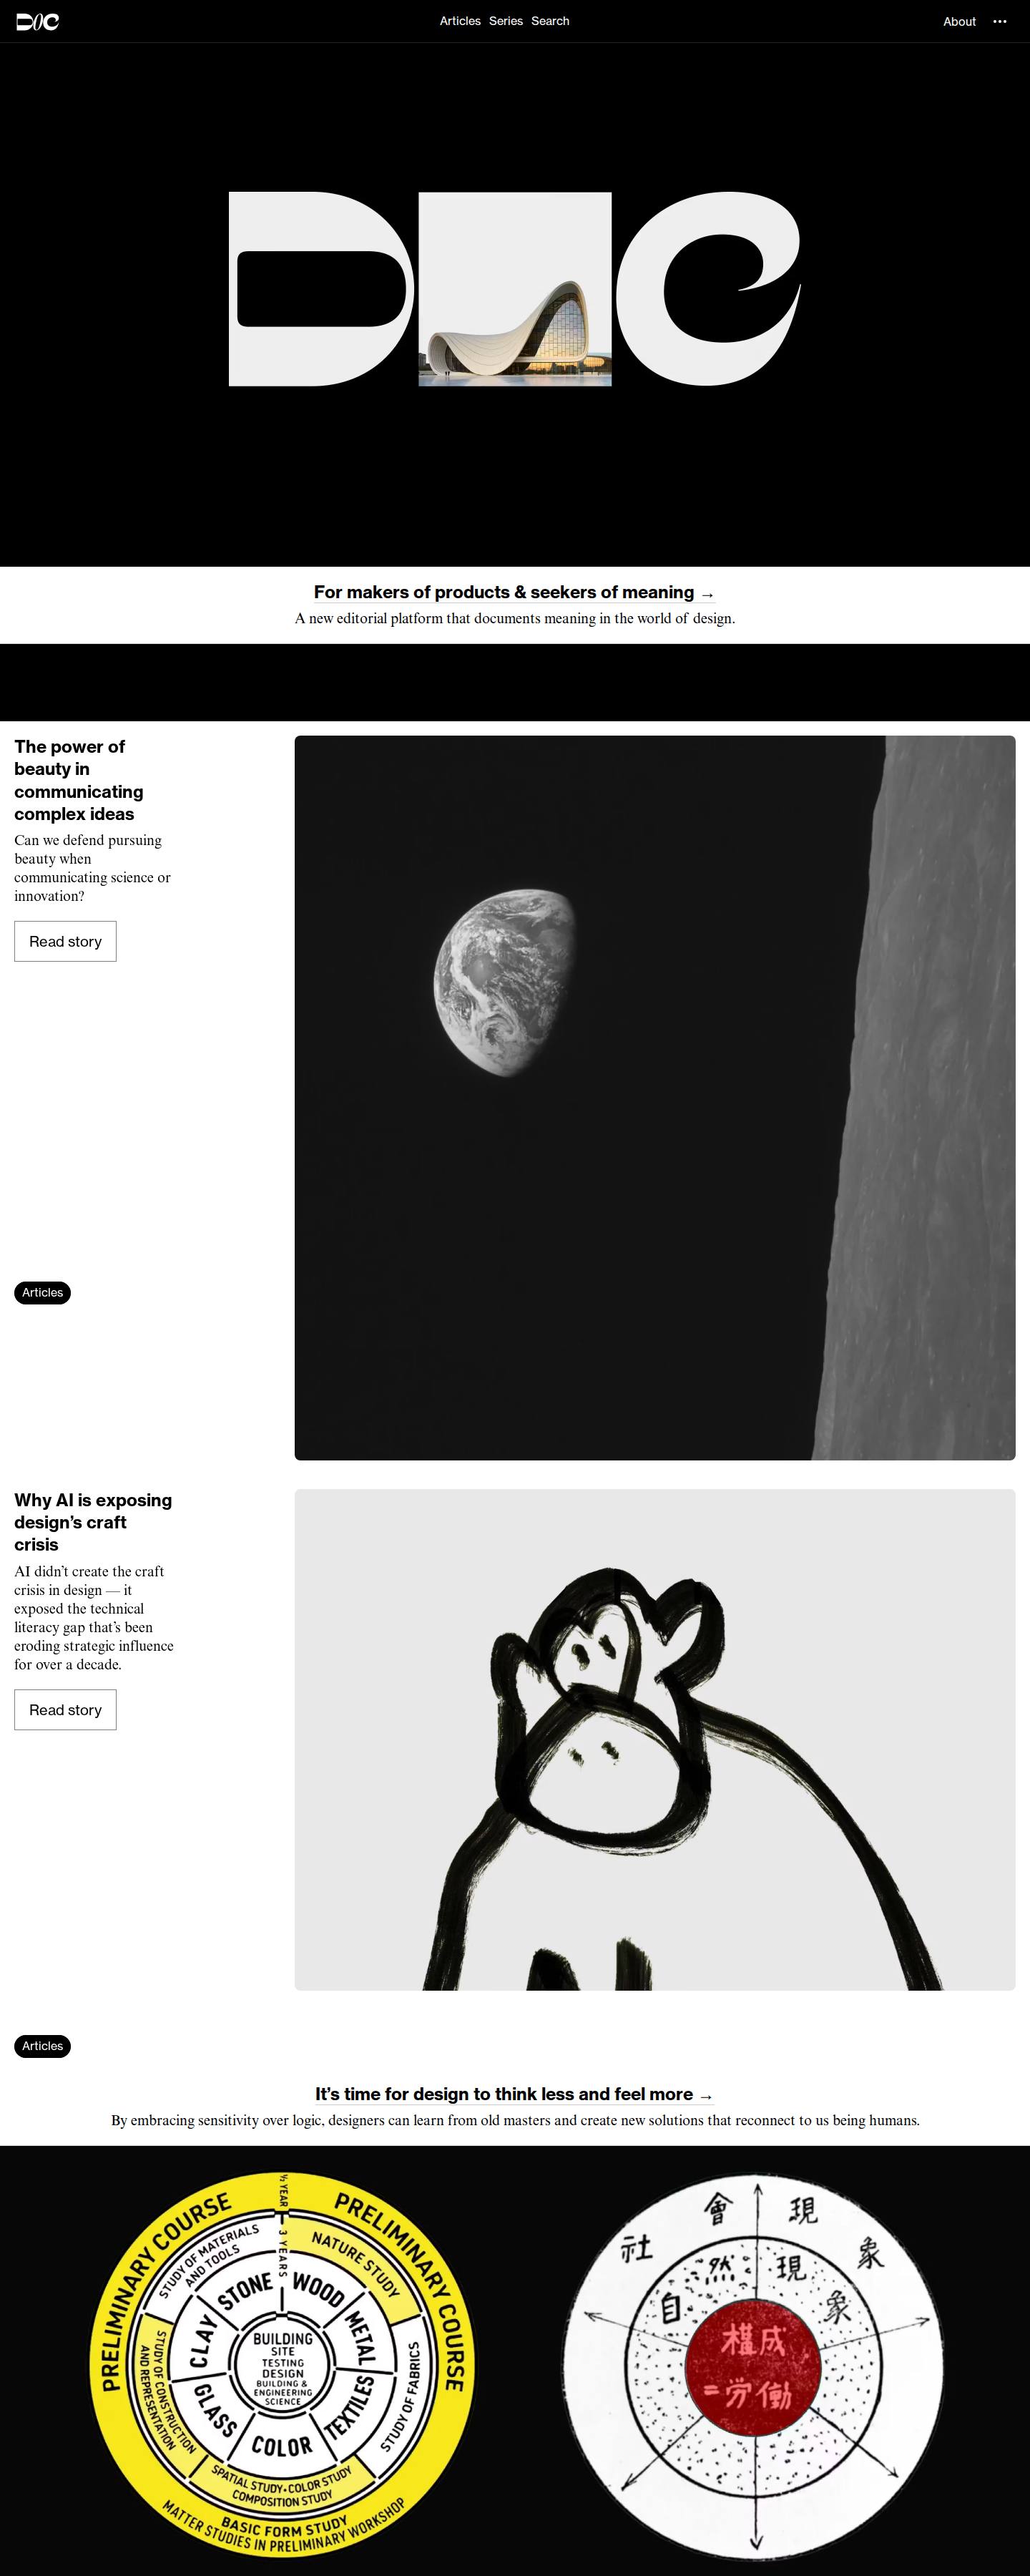 DOC
Articles Series Search
About
D C
For makers of products & seekers of meaning →
A new editorial platform that documents meaning in the world of design.
The power of
beauty in
communicating
complex ideas
Can we defend pursuing
beauty when
communicating science or
innovation?
Read story
Articles
Why AI is exposing
design’s craft
crisis
AI didn’t create the craft
crisis in design — it
exposed the technical
literacy gap that’s been
eroding strategic influence
for over a decade.
Read story
Articles
It’s time for design to think less and feel more →
By embracing sensitivity over logic, designers can learn from old masters and create new solutions that reconnect to us being humans.
PRELIMINARY COURSE
½ YEAR
PRELIMINARY COURSE
STUDY OF MATERIALS
AND TOOLS
3 YEARS
NATURE STUDY
STONE
WOOD
CLAY
METAL
BUILDING
SITE
TESTING
DESIGN
BUILDING &
ENGINEERING
SCIENCE
STUDY OF CONSTRUCTION
AND REPRESENTATION
STUDY OF FABRICS
GLASS
TEXTILES
COLOR
SPATIAL STUDY • COLOR STUDY
COMPOSITION STUDY
BASIC FORM STUDY
MATTER STUDIES IN PRELIMINARY WORKSHOP
社會現象
自然現象
構成
=労働